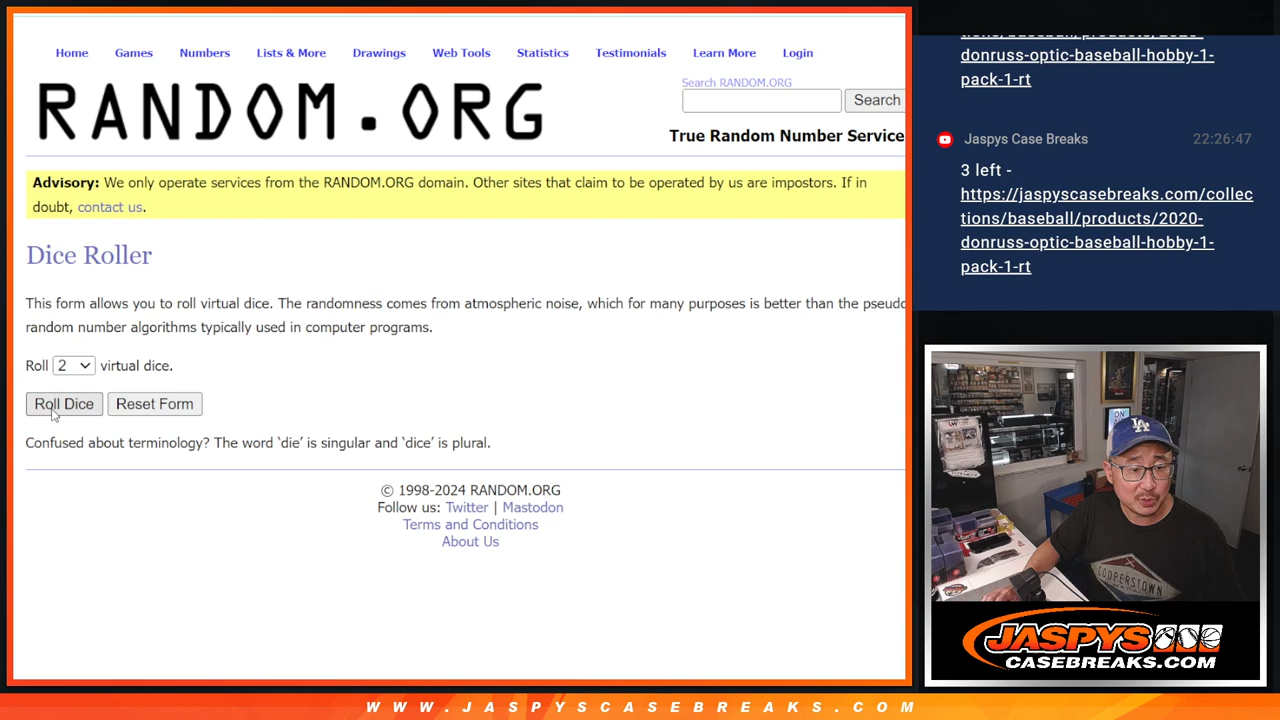 Home Games Numbers Lists & More Drawings Web Tools Statistics Testimonials Learn More Login
RANDOM.ORG
Search RANDOM.ORG
Search
True Random Number Service
Advisory: We only operate services from the RANDOM.ORG domain. Other sites that claim to be operated by us are impostors. If in
doubt, contact us.
Dice Roller
This form allows you to roll virtual dice. The randomness comes from atmospheric noise, which for many purposes is better than the pseudo
random number algorithms typically used in computer programs.
Roll 2 virtual dice.
Roll Dice Reset Form
Confused about terminology? The word ‘die’ is singular and ‘dice’ is plural.
© 1998-2024 RANDOM.ORG
Follow us: Twitter | Mastodon
Terms and Conditions
About Us
donruss-optic-baseball-hobby-1-
pack-1-rt
Jaspys Case Breaks 22:26:47
3 left -
https://jaspyscasebreaks.com/collec
tions/baseball/products/2020-
donruss-optic-baseball-hobby-1-
pack-1-rt
LA
COOPERSTOWN
JASPYS
CASEBREAKS.COM
WWW.JASPYSCASEBREAKS.COM